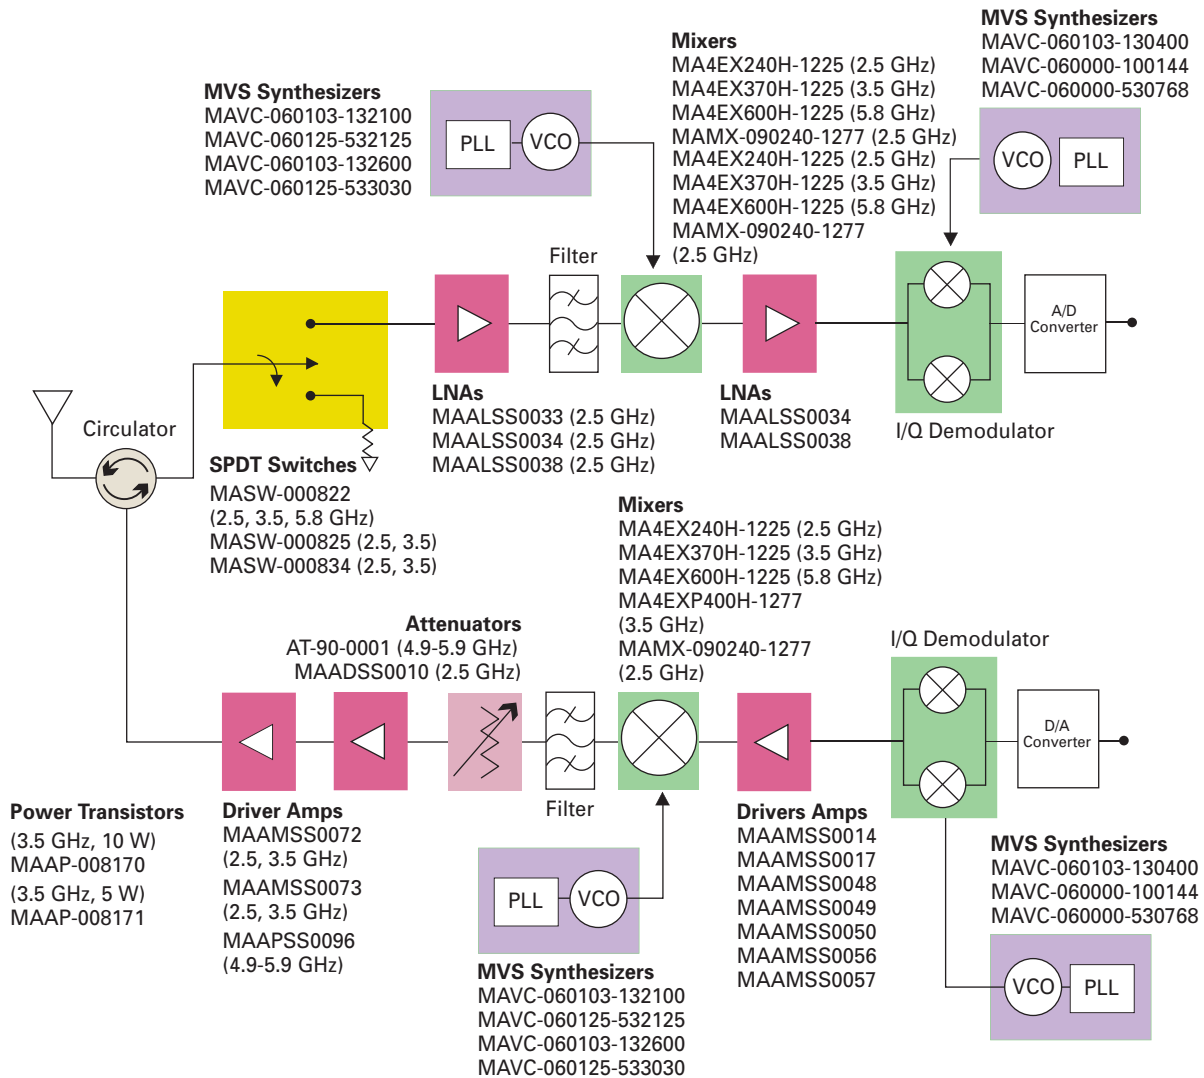 MVS Synthesizers
MAVC-060103-132100
MAVC-060125-532125
MAVC-060103-132600
MAVC-060125-533030
PLL
VCO
Mixers
MA4EX240H-1225 (2.5 GHz)
MA4EX370H-1225 (3.5 GHz)
MA4EX600H-1225 (5.8 GHz)
MAMX-090240-1277 (2.5 GHz)
MA4EX240H-1225 (2.5 GHz)
MA4EX370H-1225 (3.5 GHz)
MA4EX600H-1225 (5.8 GHz)
MAMX-090240-1277
(2.5 GHz)
MVS Synthesizers
MAVC-060103-130400
MAVC-060000-100144
MAVC-060000-530768
VCO
PLL
Filter
A/D
Converter
LNAs
MAALSS0033 (2.5 GHz)
MAALSS0034 (2.5 GHz)
MAALSS0038 (2.5 GHz)
LNAs
MAALSS0034
MAALSS0038
I/Q Demodulator
Circulator
SPDT Switches
MASW-000822
(2.5, 3.5, 5.8 GHz)
MASW-000825 (2.5, 3.5)
MASW-000834 (2.5, 3.5)
Mixers
MA4EX240H-1225 (2.5 GHz)
MA4EX370H-1225 (3.5 GHz)
MA4EX600H-1225 (5.8 GHz)
MA4EXP400H-1277
(3.5 GHz)
MAMX-090240-1277
(2.5 GHz)
Attenuators
AT-90-0001 (4.9-5.9 GHz)
MAADSS0010 (2.5 GHz)
I/Q Demodulator
D/A
Converter
Power Transistors
(3.5 GHz, 10 W)
MAAP-008170
(3.5 GHz, 5 W)
MAAP-008171
Driver Amps
MAAMSS0072
(2.5, 3.5 GHz)
MAAMSS0073
(2.5, 3.5 GHz)
MAAPSS0096
(4.9-5.9 GHz)
Filter
PLL
VCO
MVS Synthesizers
MAVC-060103-132100
MAVC-060125-532125
MAVC-060103-132600
MAVC-060125-533030
Drivers Amps
MAAMSS0014
MAAMSS0017
MAAMSS0048
MAAMSS0049
MAAMSS0050
MAAMSS0056
MAAMSS0057
MVS Synthesizers
MAVC-060103-130400
MAVC-060000-100144
MAVC-060000-530768
VCO
PLL